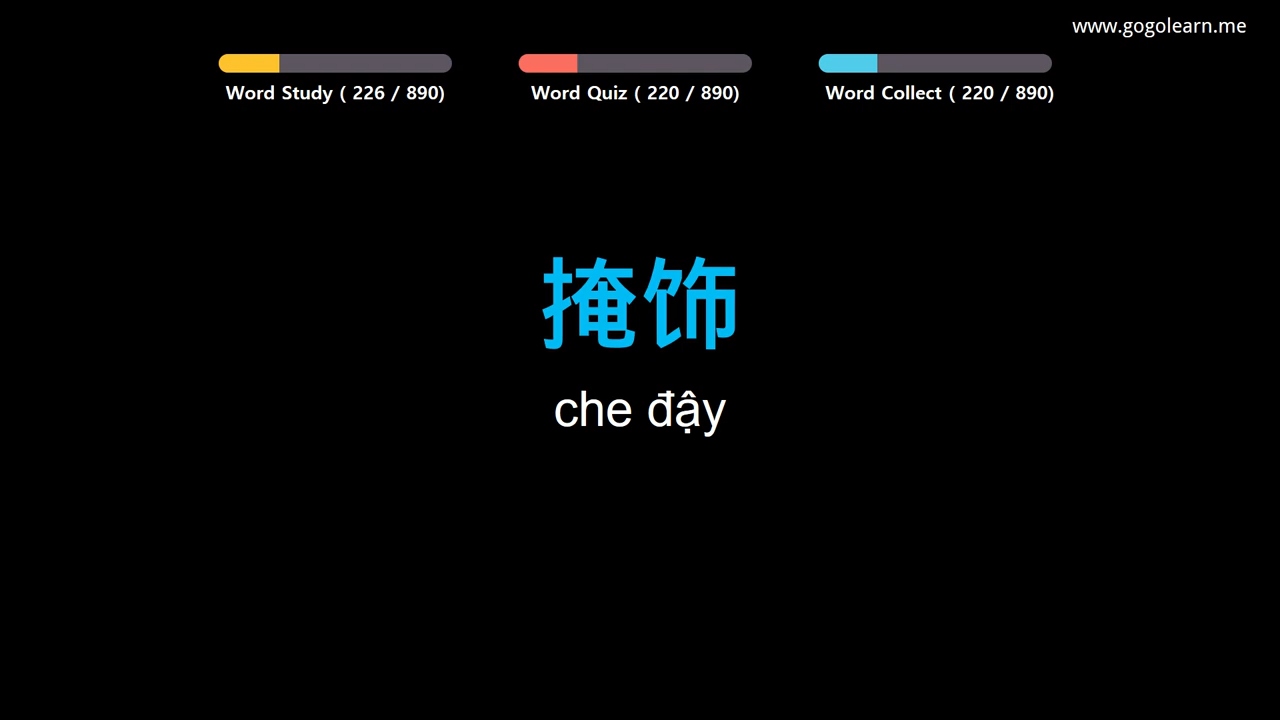 www.gogolearn.me
Word Study ( 226 / 890)
Word Quiz ( 220 / 890)
Word Collect ( 220 / 890)
掩饰
che đậy